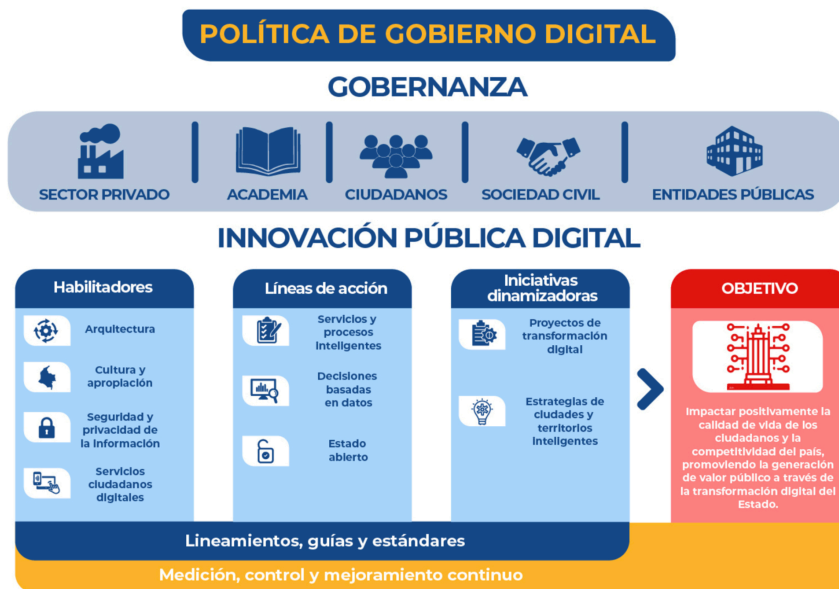 POLÍTICA DE GOBIERNO DIGITAL
GOBERNANZA
SECTOR PRIVADO
ACADEMIA
CIUDADANOS
SOCIEDAD CIVIL
ENTIDADES PÚBLICAS
INNOVACIÓN PÚBLICA DIGITAL
Habilitadores
Arquitectura
Cultura y
apropiación
Seguridad y
privacidad de
la información
Servicios
ciudadanos
digitales
Líneas de acción
Servicios y
procesos
inteligentes
Decisiones
basadas
en datos
Estado
abierto
Iniciativas
dinamizadoras
Proyectos de
transformación
digital
Estrategias de
ciudades y
territorios
inteligentes
OBJETIVO
Impactar positivamente la
calidad de vida de los
ciudadanos y la
competitividad del país,
promoviendo la generación
de valor público a través de
la transformación digital del
Estado.
Lineamientos, guías y estándares
Medición, control y mejoramiento continuo